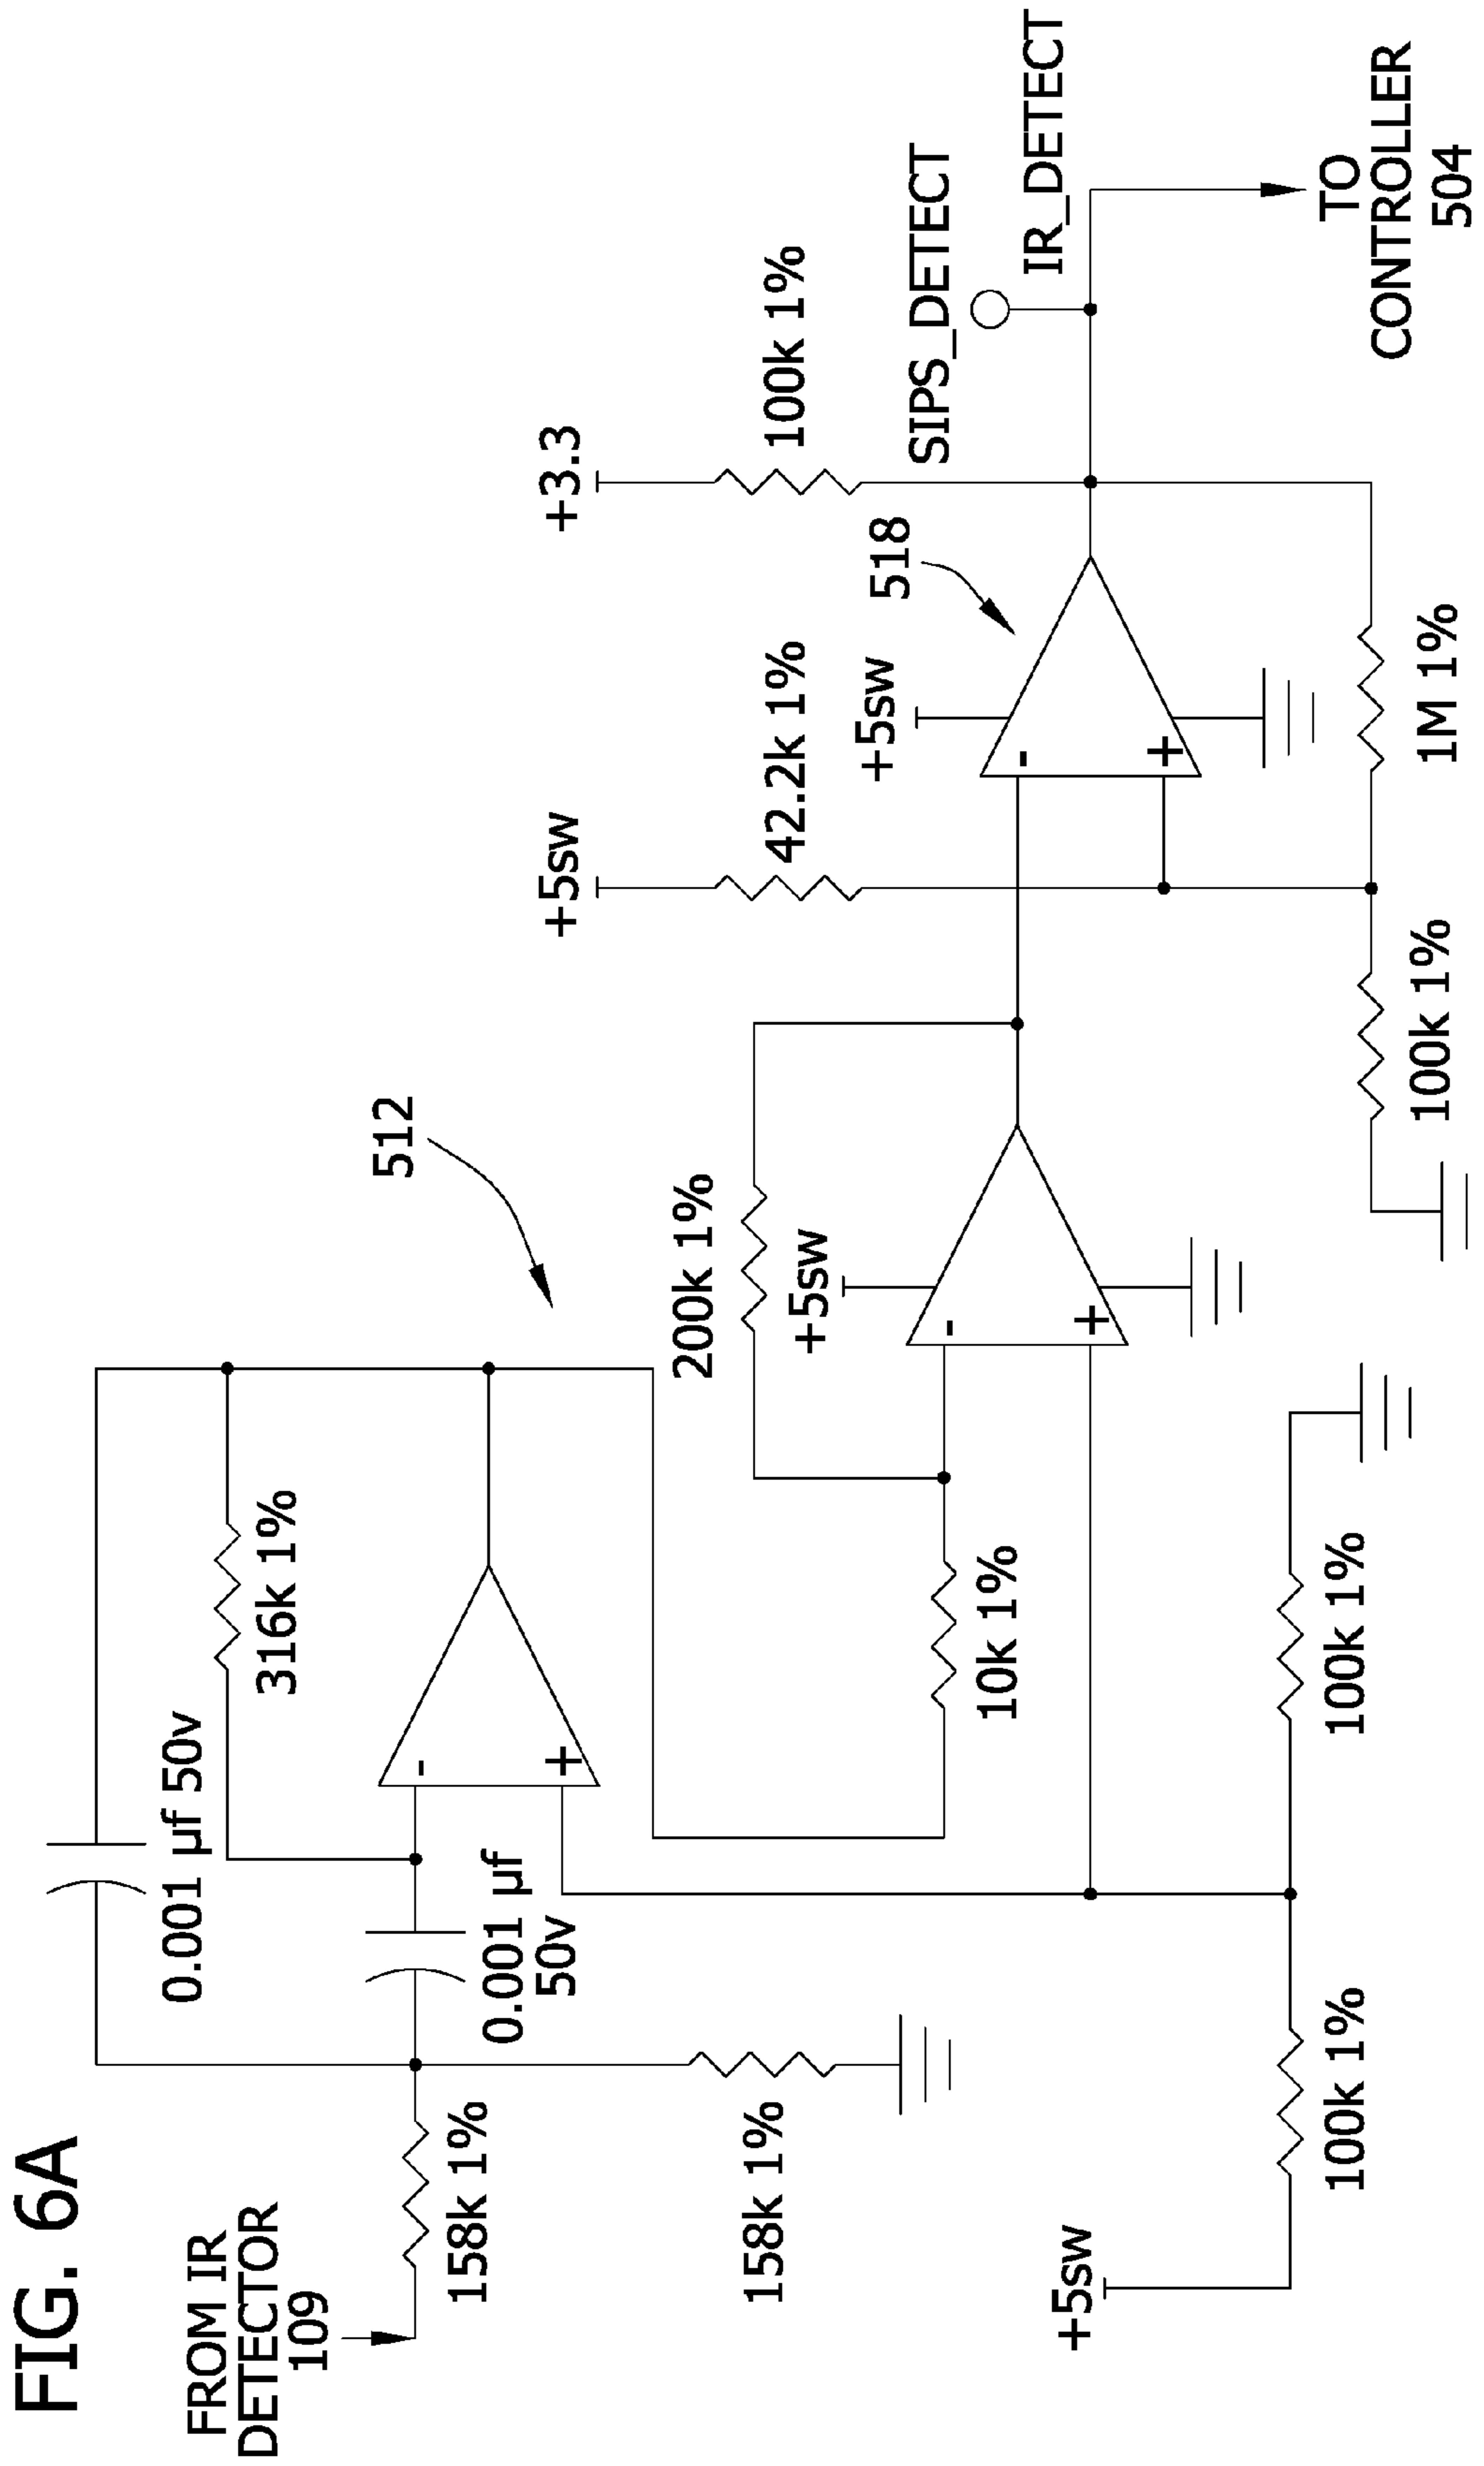 FIG. 6A
FROM IR
DETECTOR
109
158k 1%
158k 1%
0.001 µf 50v
0.001 µf
50v
316k 1%
512
+5sw
100k 1%
100k 1%
10k 1%
200k 1%
+5sw
-
+
-
+
+5sw
42.2k 1%
+5sw
518
-
+
100k 1%
1M 1%
+3.3
100k 1%
SIPS_DETECT
IR_DETECT
TO
CONTROLLER
504